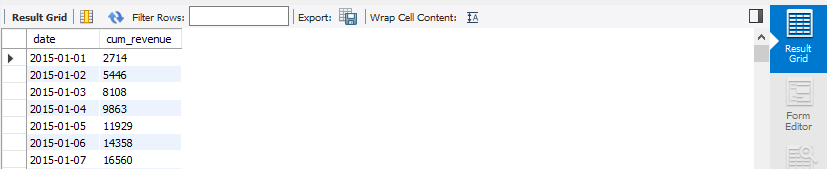 Result Grid Filter Rows: Export: Wrap Cell Content:
date cum_revenue
2015-01-01 2714
2015-01-02 5446
2015-01-03 8108
2015-01-04 9863
2015-01-05 11929
2015-01-06 14358
2015-01-07 16560
Result
Grid
Form
Editor